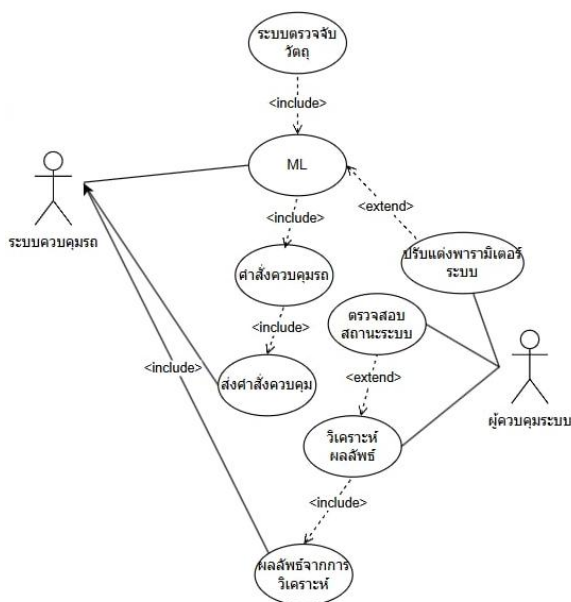 ระบบตรวจจับ
วัตถุ
<include>
ML
<include>
<extend>
ระบบควบคุมรถ
คำสั่งควบคุมรถ
ปรับแต่งพารามิเตอร์
ระบบ
<include>
ตรวจสอบ
สถานะระบบ
<include>
ส่งคำสั่งควบคุม
<extend>
ผู้ควบคุมระบบ
วิเคราะห์
ผลลัพธ์
<include>
ผลลัพธ์จากการ
วิเคราะห์